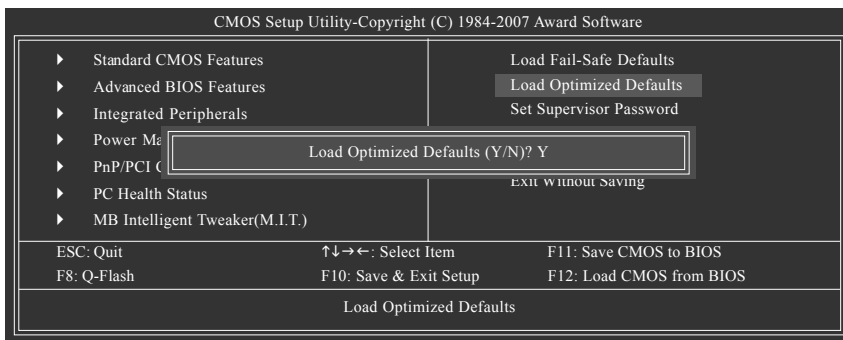 CMOS Setup Utility-Copyright (C) 1984-2007 Award Software
Standard CMOS Features
Advanced BIOS Features
Integrated Peripherals
Power Ma
PnP/PCI
PC Health Status
MB Intelligent Tweaker(M.I.T.)
Load Fail-Safe Defaults
Load Optimized Defaults
Set Supervisor Password
Exit Without Saving
Load Optimized Defaults (Y/N)? Y
ESC: Quit ↑↓→←: Select Item F11: Save CMOS to BIOS
F8: Q-Flash F10: Save & Exit Setup F12: Load CMOS from BIOS
Load Optimized Defaults